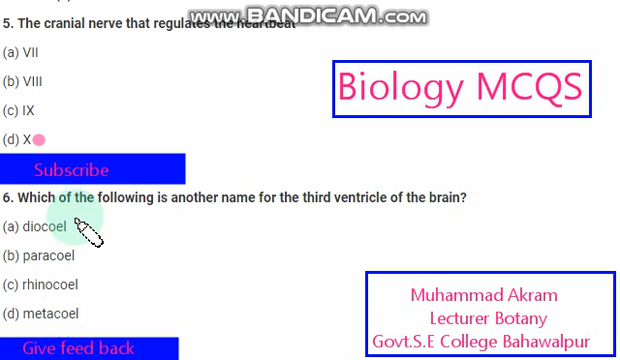 WWW.BANDICAM.COM
5. The cranial nerve that regulates the heartbeat
(a) VII
(b) VIII
(c) IX
(d) X
Biology MCQS
Subscribe
6. Which of the following is another name for the third ventricle of the brain?
(a) diocoel
(b) paracoel
(c) rhinocoel
(d) metacoel
Muhammad Akram
Lecturer Botany
Govt.S.E College Bahawalpur
Give feed back